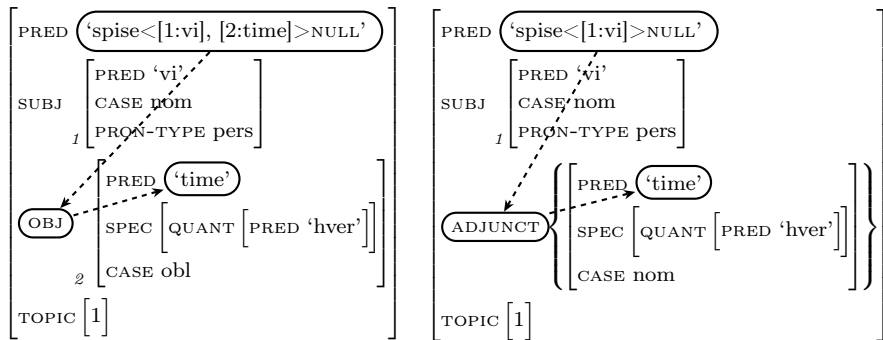 PRED ‘spise<[1:vi], [2:time]>NULL’
SUBJ
PRED ‘vi’
CASE nom
PRON-TYPE pers
1
OBJ
PRED ‘time’
SPEC [QUANT [PRED ‘hver’]]
CASE obl
2
TOPIC [1]
PRED ‘spise<[1:vi]>NULL’
SUBJ
PRED ‘vi’
CASE nom
PRON-TYPE pers
1
ADJUNCT
PRED ‘time’
SPEC [QUANT [PRED ‘hver’]]
CASE nom
TOPIC [1]